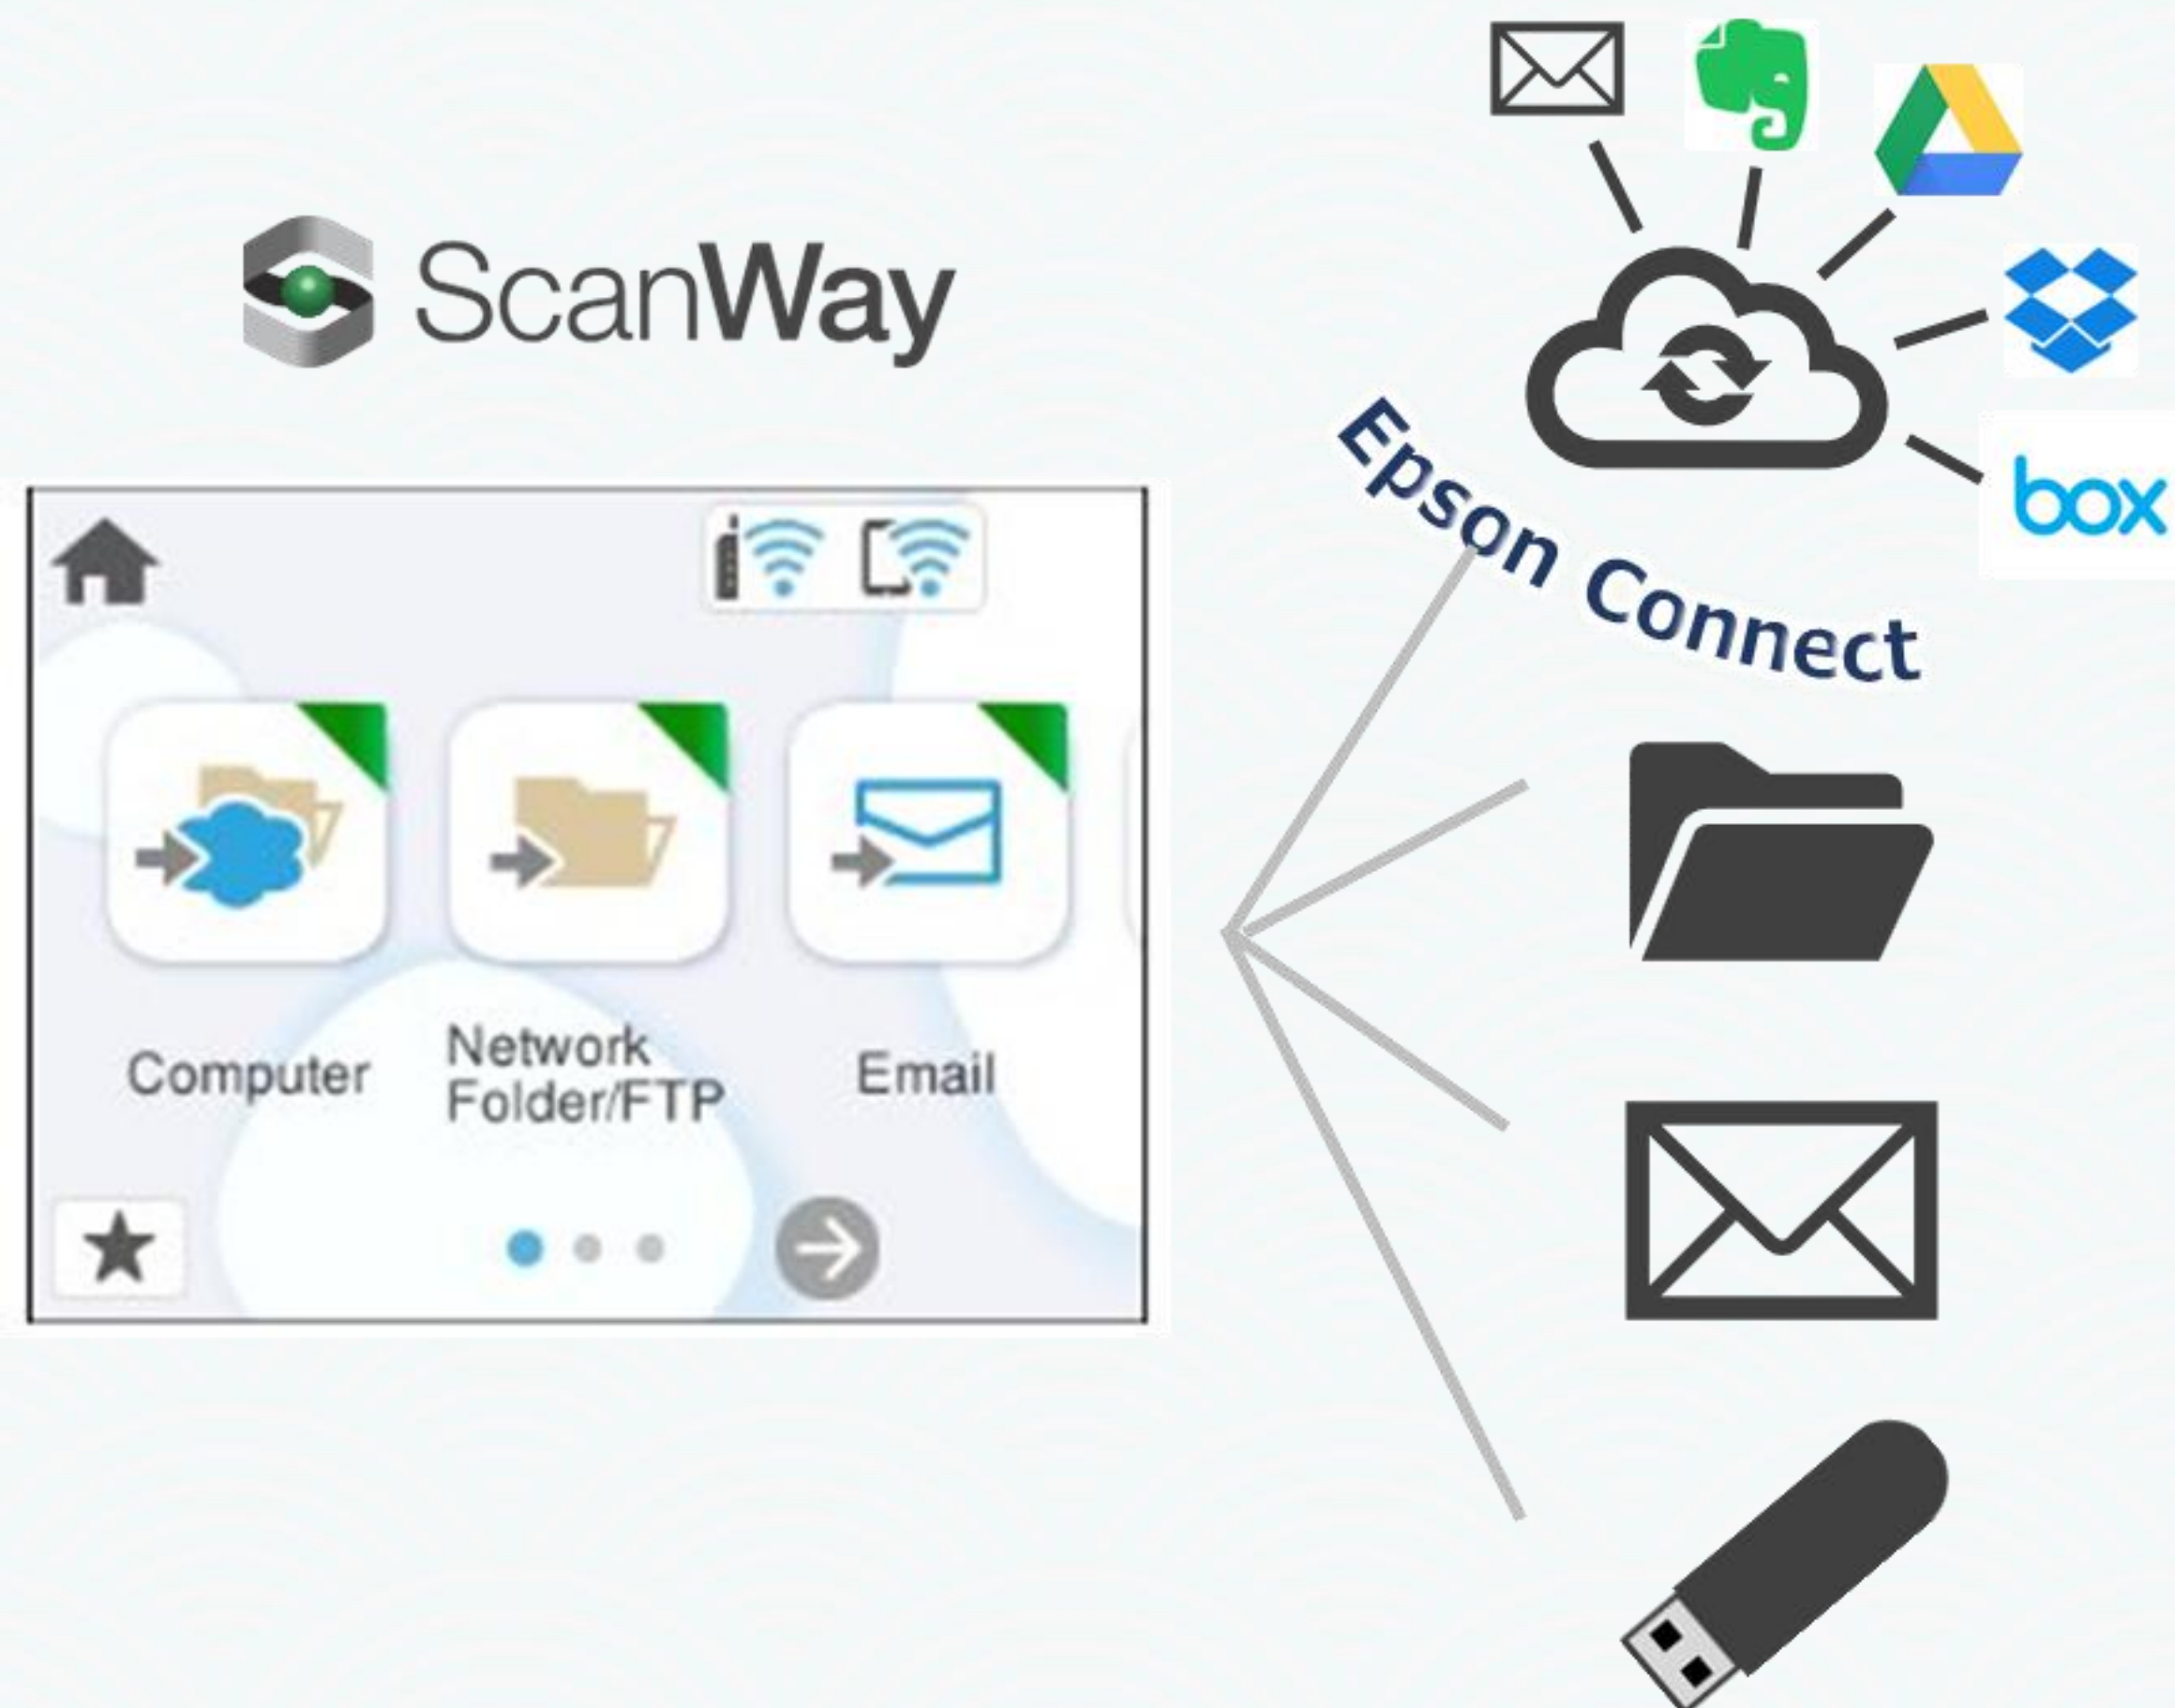 ScanWay
Computer
Network
Folder/FTP
Email
Epson Connect
box